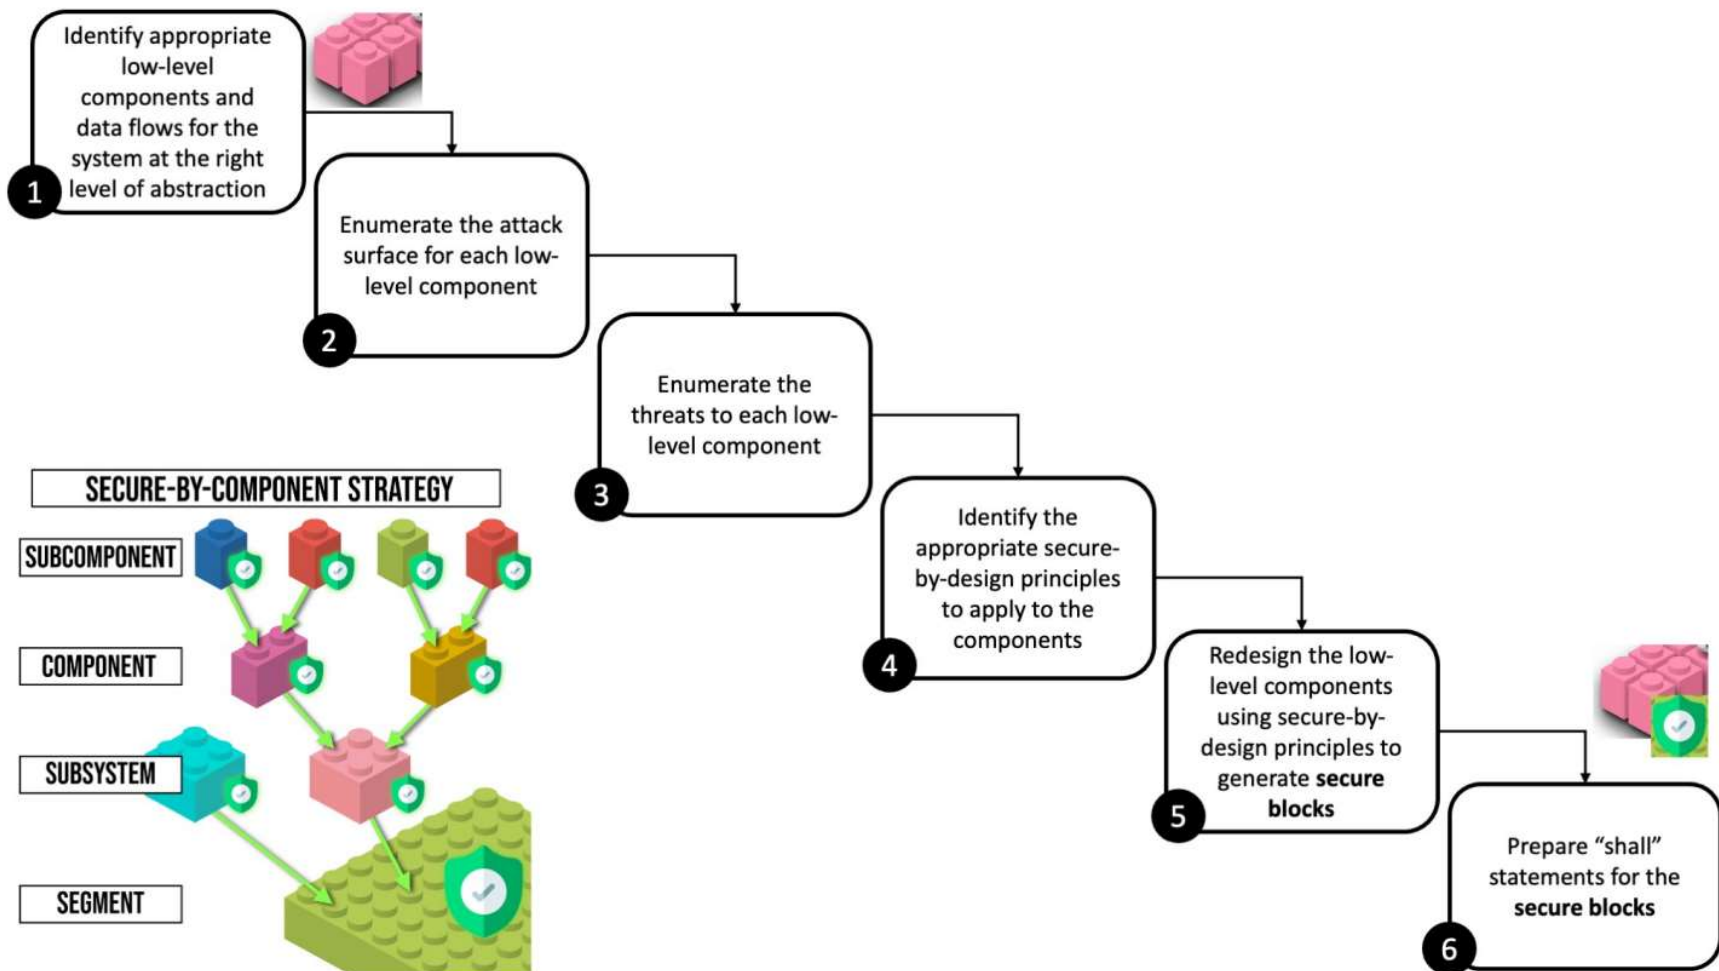 Identify appropriate
low-level
components and
data flows for the
system at the right
level of abstraction
1
Enumerate the attack
surface for each low-
level component
2
Enumerate the
threats to each low-
level component
3
Identify the
appropriate secure-
by-design principles
to apply to the
components
4
Redesign the low-
level components
using secure-by-
design principles to
generate secure
blocks
5
Prepare “shall”
statements for the
secure blocks
6
SECURE-BY-COMPONENT STRATEGY
SUBCOMPONENT
COMPONENT
SUBSYSTEM
SEGMENT